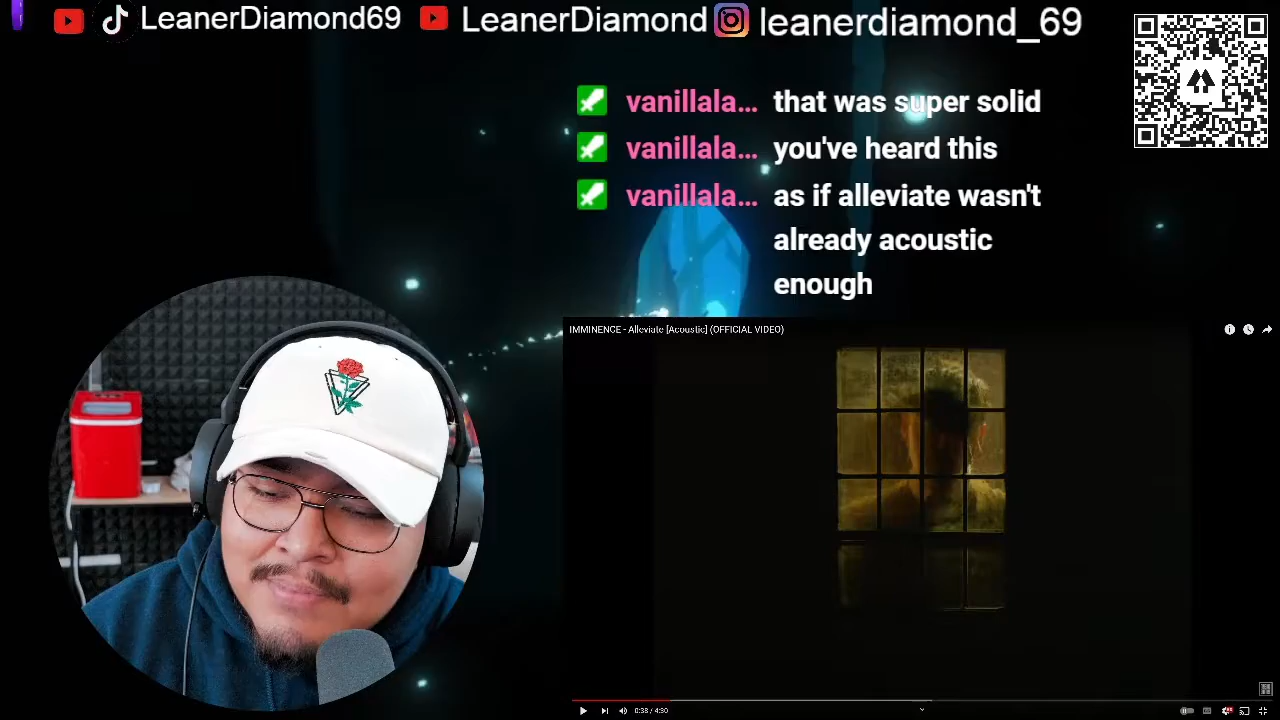 LeanerDiamond69 LeanerDiamond leanerdiamond_69
vanillala... that was super solid
vanillala... you've heard this
vanillala... as if alleviate wasn't
already acoustic
enough
IMMINENCE - Alleviate [Acoustic] (OFFICIAL VIDEO)
0:38 / 4:30